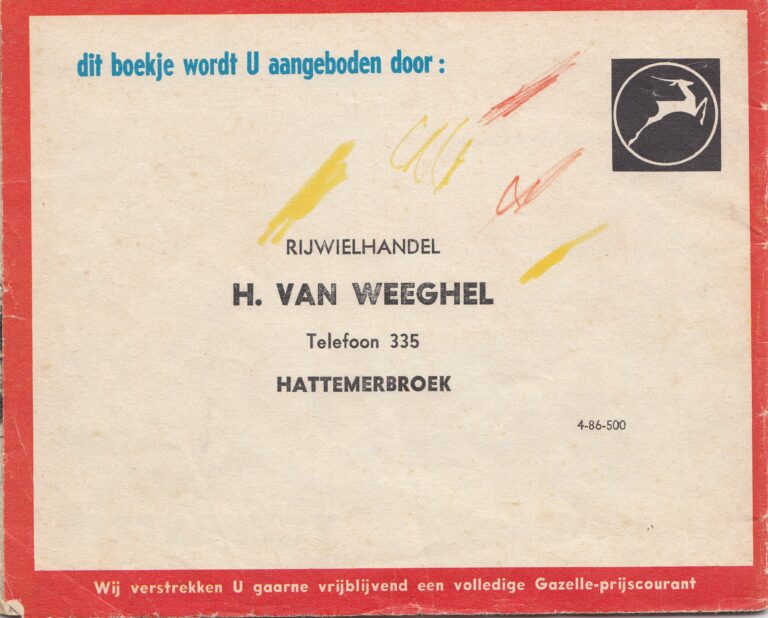 dit boekje wordt U aangeboden door :
RIJWIELHANDEL
H. VAN WEEGHEL
Telefoon 335
HATTEMERBROEK
4-86-500
Wij verstrekken U gaarne vrijblijvend een volledige Gazelle-prijscourant